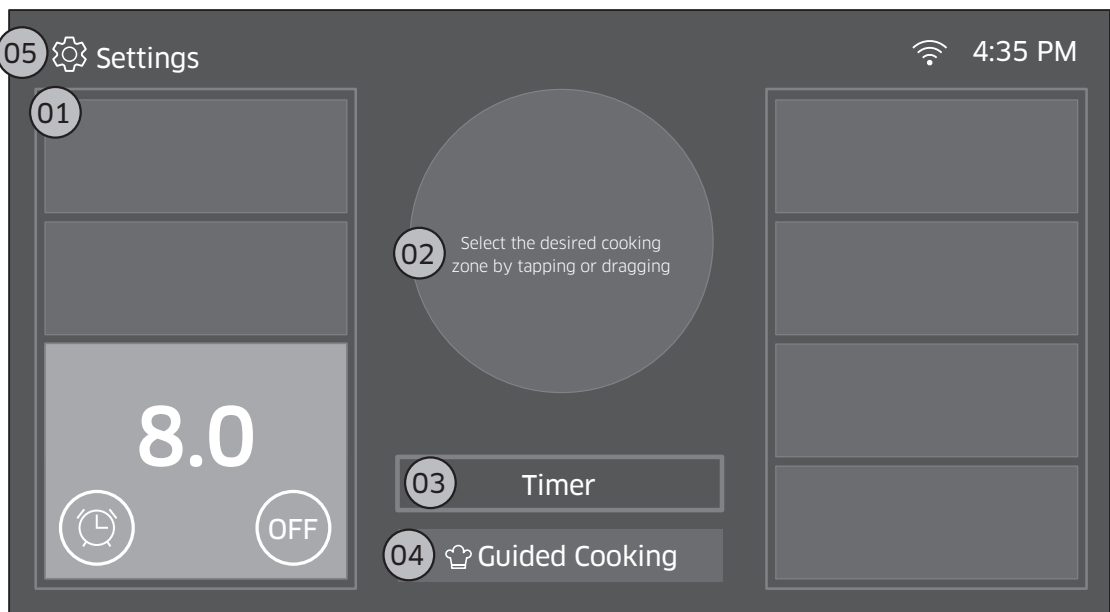 05 Settings 4:35 PM
01
02 Select the desired cooking
zone by tapping or dragging
8.0
OFF
03 Timer
04 Guided Cooking